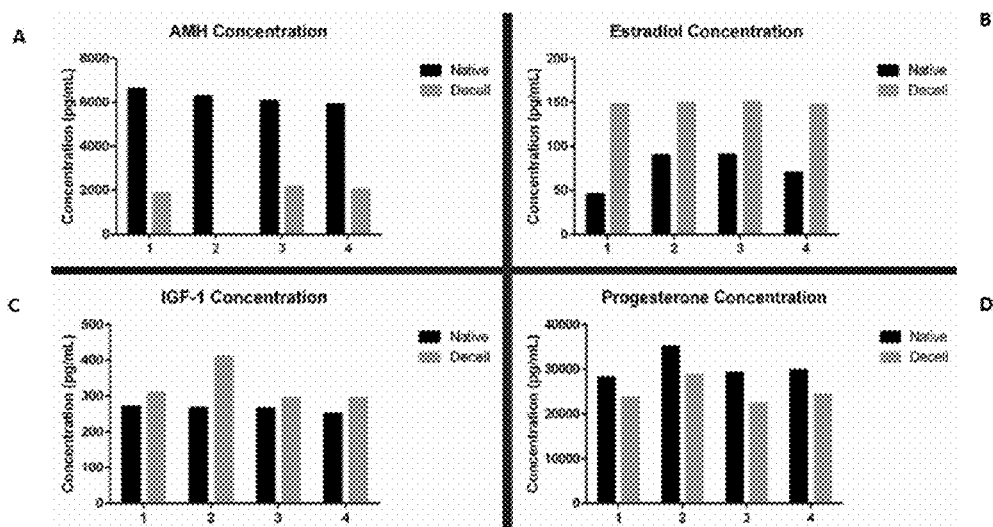 A
AMH Concentration
Concentration (pg/mL)
8000
6000
4000
2000
0
1 2 3 4
Native
Decell
B
Estradiol Concentration
Concentration (pg/mL)
200
150
100
50
0
1 2 3 4
Native
Decell
C
IGF-1 Concentration
Concentration (pg/mL)
500
400
300
200
100
0
1 2 3 4
Native
Decell
D
Progesterone Concentration
Concentration (pg/mL)
40000
30000
20000
10000
0
1 2 3 4
Native
Decell